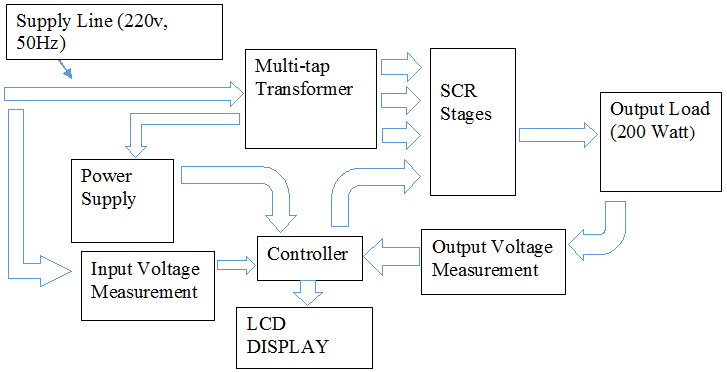 Supply Line (220v,
50Hz)
Multi-tap
Transformer
SCR
Stages
Output Load
(200 Watt)
Power
Supply
Controller
Output Voltage
Measurement
Input Voltage
Measurement
LCD
DISPLAY